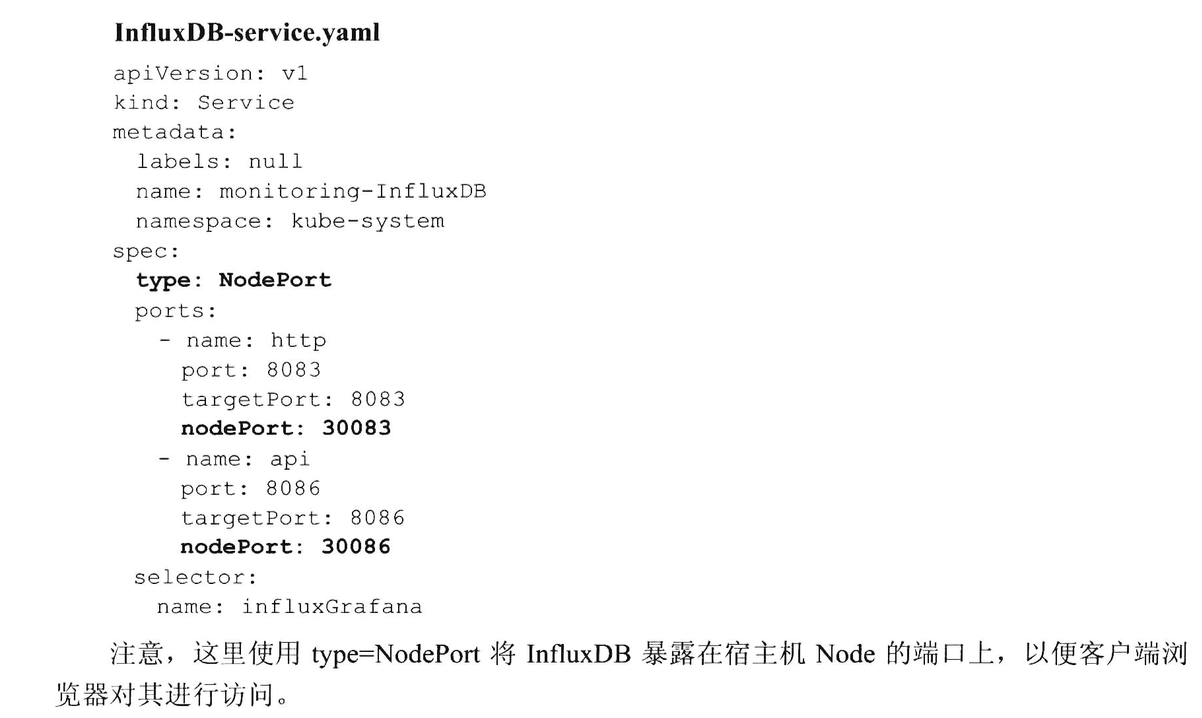 InfluxDB-service.yaml
apiVersion: v1
kind: Service
metadata:
  labels: null
  name: monitoring-InfluxDB
  namespace: kube-system
spec:
  type: NodePort
  ports:
    - name: http
      port: 8083
      targetPort: 8083
      nodePort: 30083
    - name: api
      port: 8086
      targetPort: 8086
      nodePort: 30086
  selector:
    name: influxGrafana
注意，这里使用 type=NodePort 将 InfluxDB 暴露在宿主机 Node 的端口上，以便客户端浏
览器对其进行访问。